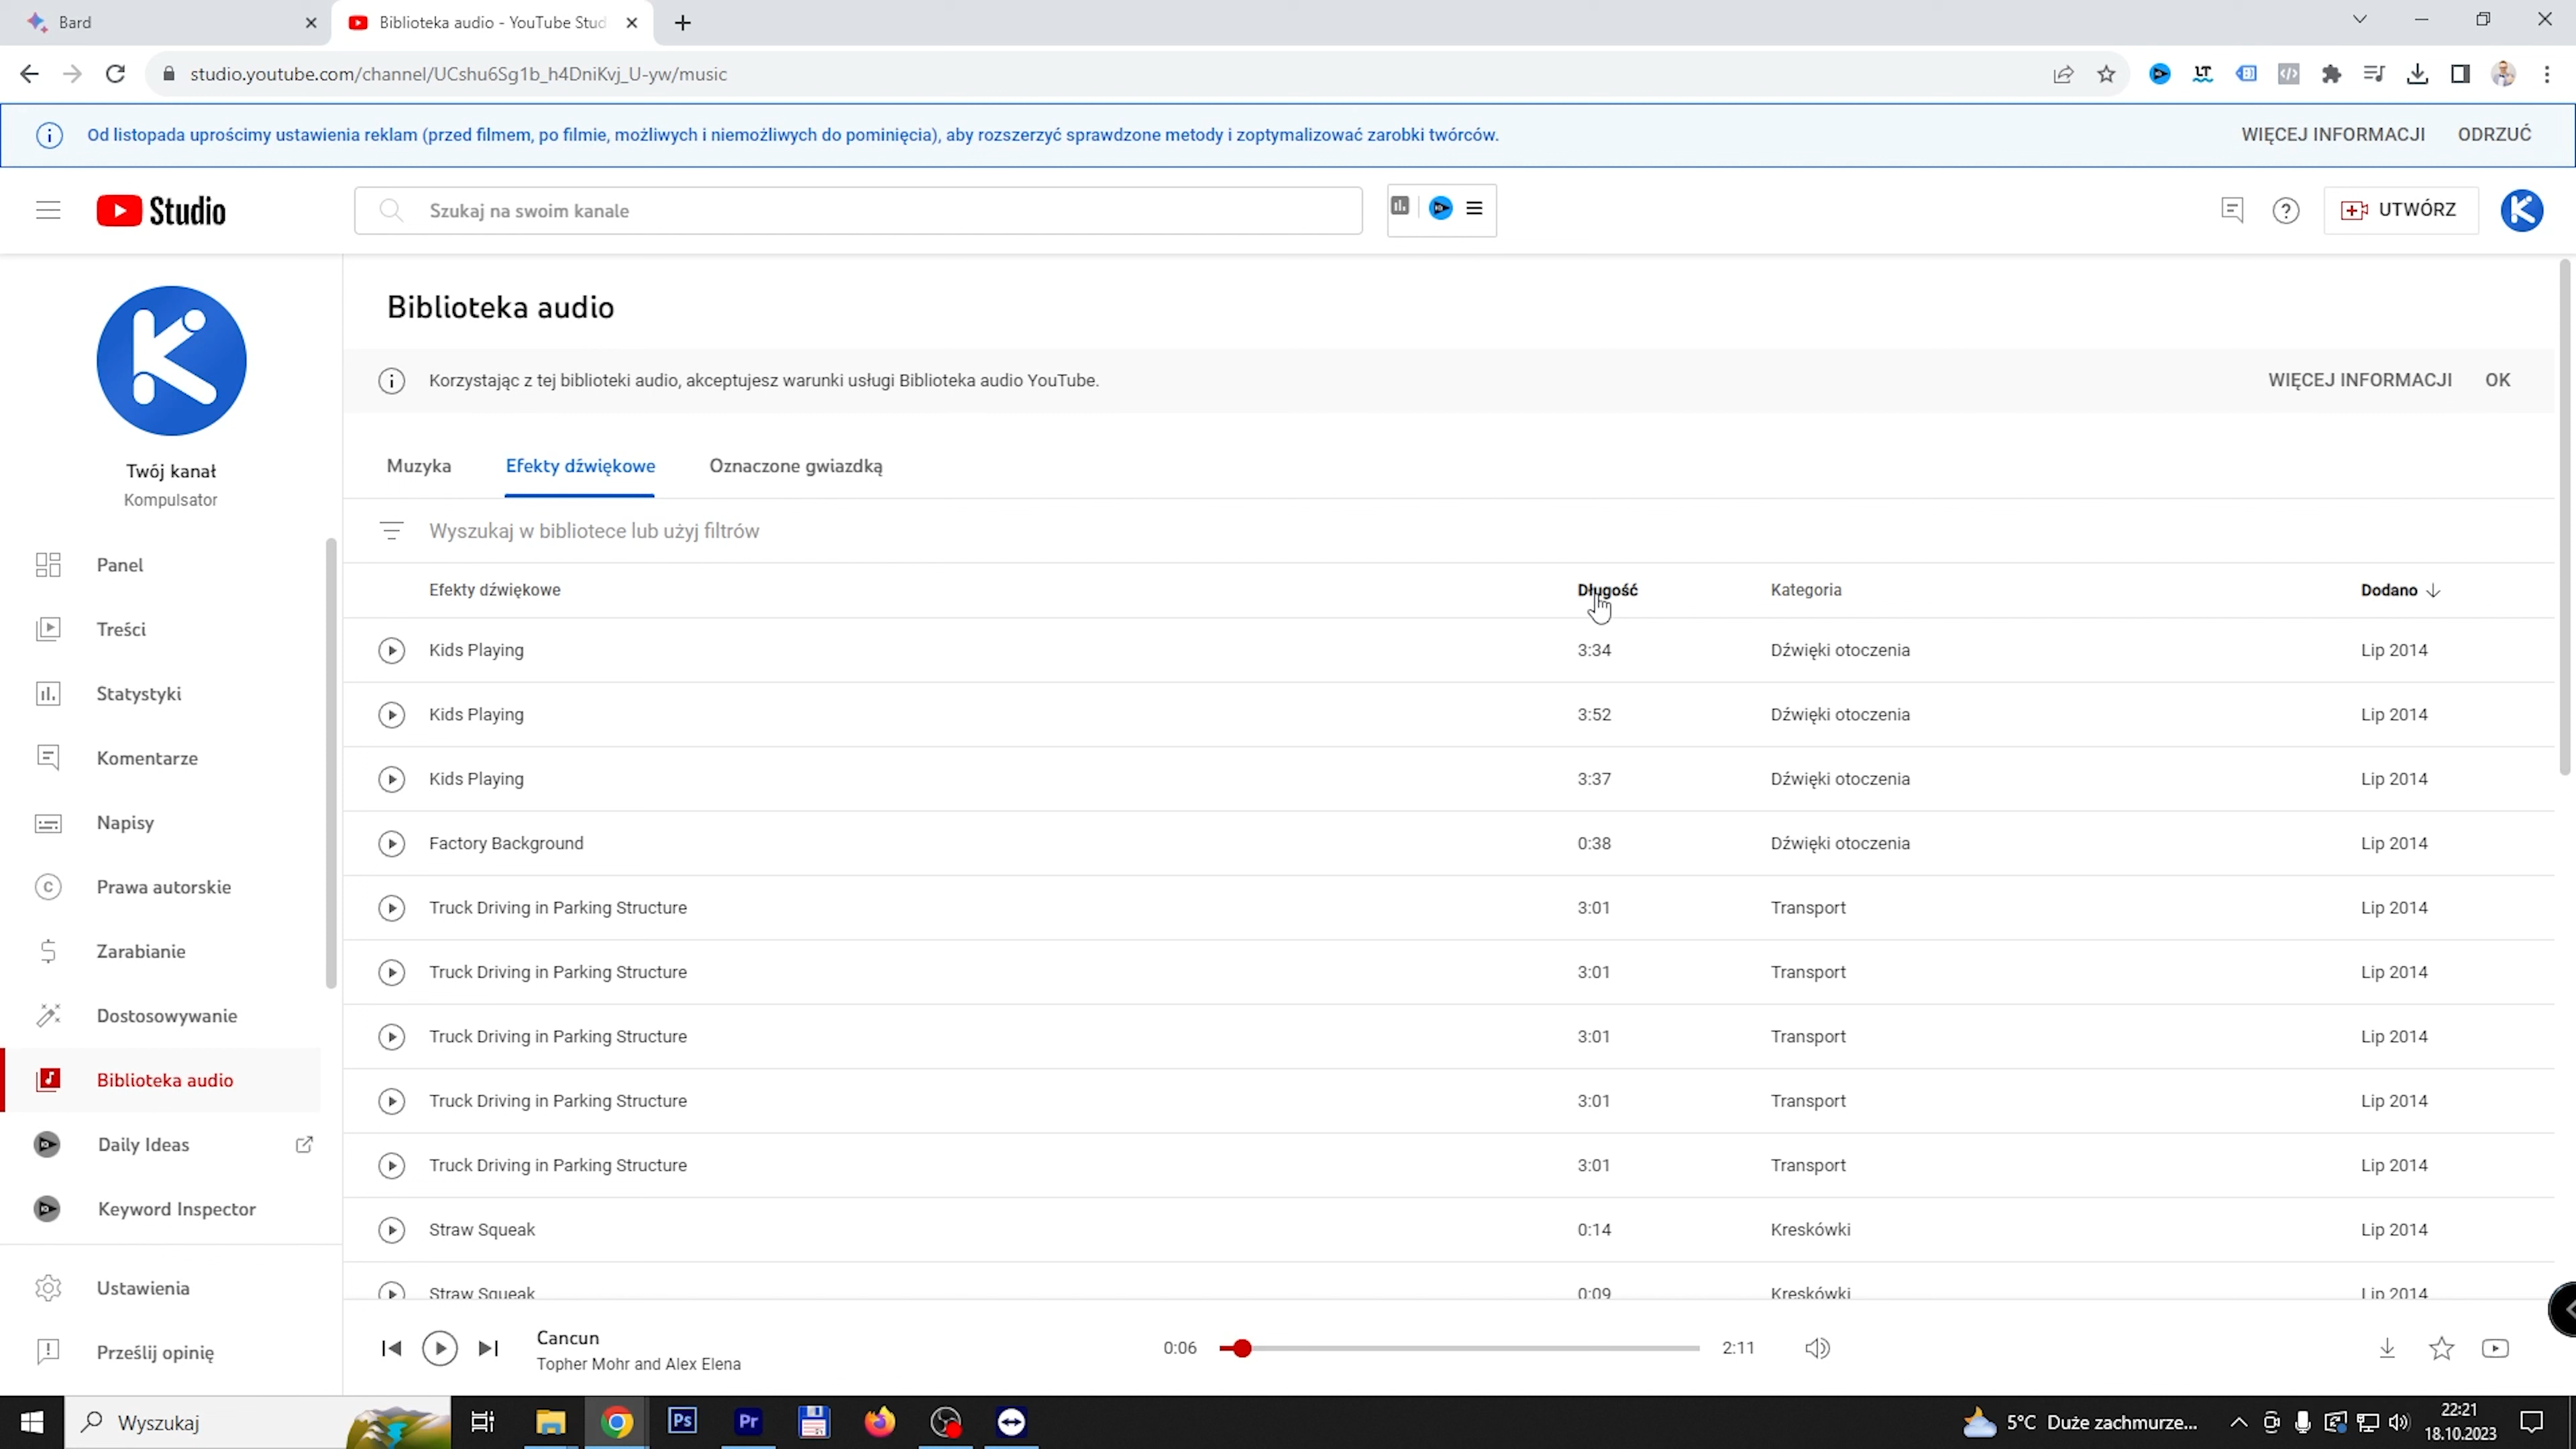 Bard
Biblioteka audio - YouTube Stud
studio.youtube.com/channel/UCshu6Sg1b_h4DniKvj_U-yw/music
Od listopada uprościmy ustawienia reklam (przed filmem, po filmie, możliwych i niemożliwych do pominięcia), aby rozszerzyć sprawdzone metody i zoptymalizować zarobki twórców.
WIĘCEJ INFORMACJI ODRZUĆ
Studio
Szukaj na swoim kanale
UTWÓRZ
Biblioteka audio
Korzystając z tej biblioteki audio, akceptujesz warunki usługi Biblioteka audio YouTube.
WIĘCEJ INFORMACJI OK
Twój kanał
Kompulsator
Panel
Treści
Statystyki
Komentarze
Napisy
Prawa autorskie
Zarabianie
Dostosowywanie
Biblioteka audio
Daily Ideas
Keyword Inspector
Ustawienia
Prześlij opinię
Muzyka Efekty dźwiękowe Oznaczone gwiazdką
Wyszukaj w bibliotece lub użyj filtrów
Efekty dźwiękowe Długość Kategoria Dodano
Kids Playing 3:34 Dźwięki otoczenia Lip 2014
Kids Playing 3:52 Dźwięki otoczenia Lip 2014
Kids Playing 3:37 Dźwięki otoczenia Lip 2014
Factory Background 0:38 Dźwięki otoczenia Lip 2014
Truck Driving in Parking Structure 3:01 Transport Lip 2014
Truck Driving in Parking Structure 3:01 Transport Lip 2014
Truck Driving in Parking Structure 3:01 Transport Lip 2014
Truck Driving in Parking Structure 3:01 Transport Lip 2014
Truck Driving in Parking Structure 3:01 Transport Lip 2014
Straw Squeak 0:14 Kreskówki Lip 2014
Straw Squeak 0:09 Kreskówki Lip 2014
Cancun
Topher Mohr and Alex Elena
0:06 2:11
Wyszukaj
Ps
Pr
5°C Duże zachmurze...
22:21
18.10.2023